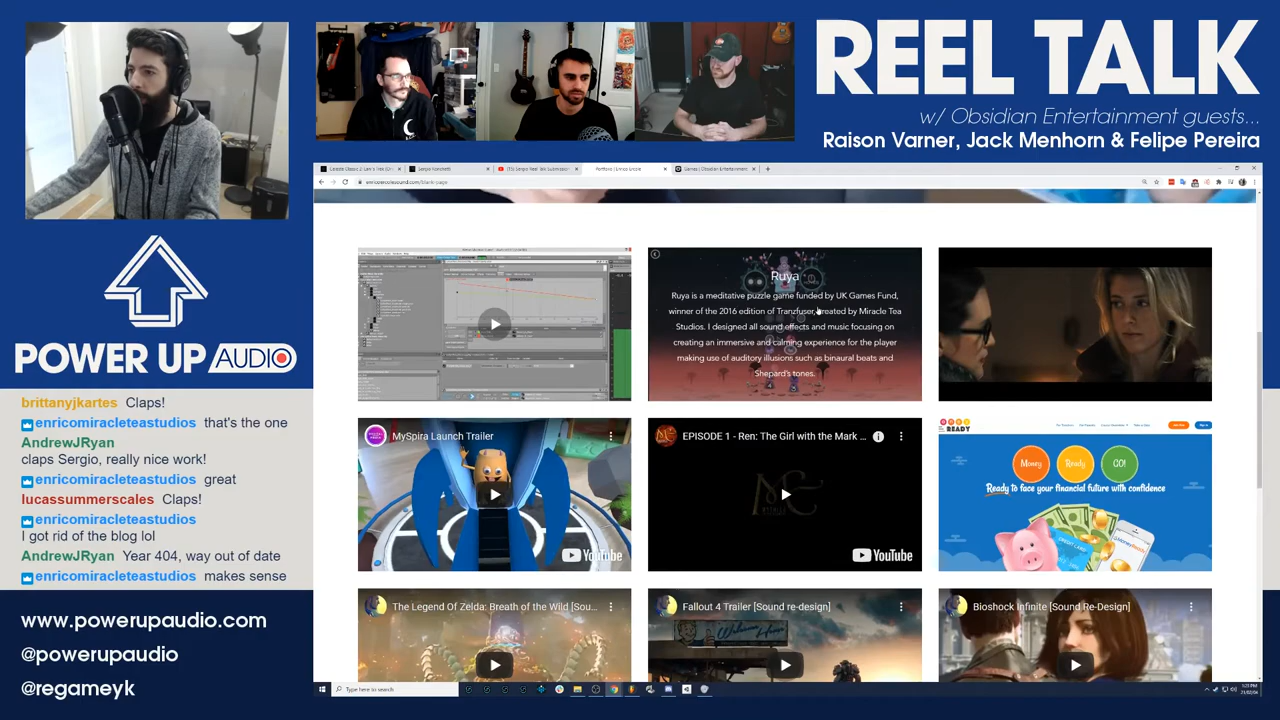 REEL TALK
w/ Obsidian Entertainment guests...
Raison Varner, Jack Menhorn & Felipe Pereira
POWER UP AUDIO
brittanyjkartes Claps!
enricomiracleteastudios that's the one
AndrewJRyan
claps Sergio, really nice work!
enricomiracleteastudios great
lucassummerscales Claps!
enricomiracleteastudios
I got rid of the blog lol
AndrewJRyan Year 404, way out of date
enricomiracleteastudios makes sense
www.powerupaudio.com
@powerupaudio
@regameyk
Ruya
Ruya is a meditative puzzle game funded by UK Games Fund,
winner of the 2016 edition of Tranzfuser, created by Miracle Tea
Studios. I designed all sound effects and music focusing on
creating an immersive and calming experience for the player
making use of auditory illusions such as binaural beats and
Shepard's tones.
MySpira Launch Trailer
YouTube
EPISODE 1 - Ren: The Girl with the Mark ...
YouTube
READY
Money
Ready
GO!
Ready to face your financial future with confidence
The Legend Of Zelda: Breath of the Wild [Sou...
Fallout 4 Trailer [Sound re-design]
Bioshock Infinite [Sound Re-Design]
Type here to search